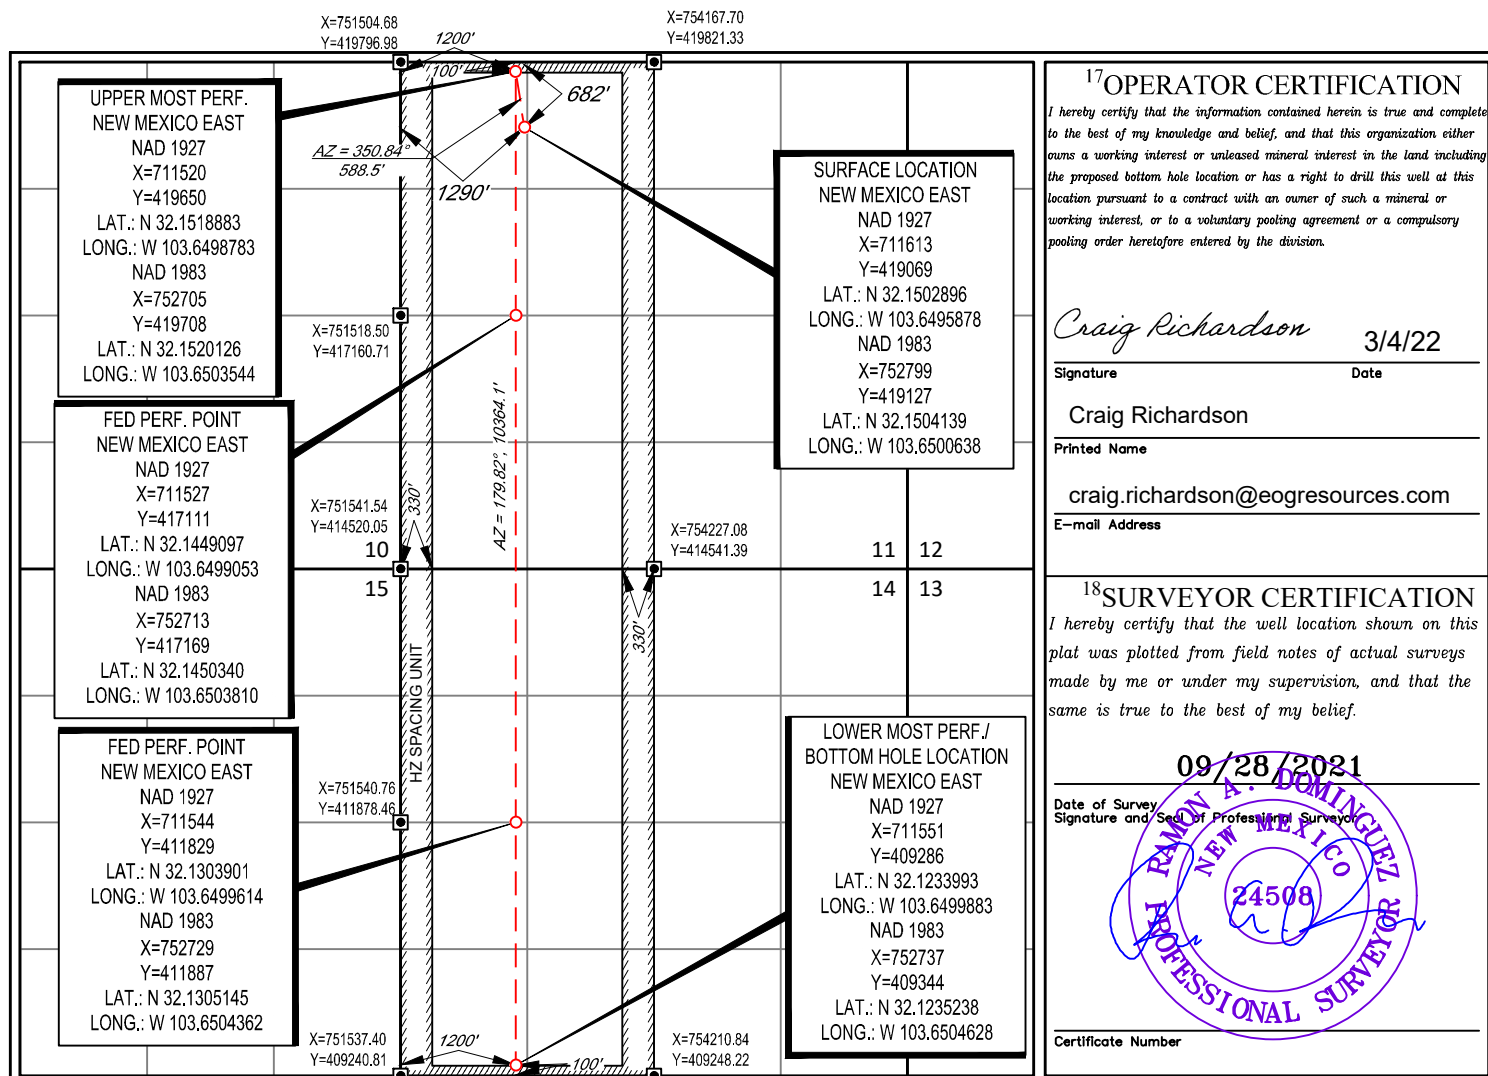 X=751504.68
Y=419796.98
X=754167.70
Y=419821.33
1200'
100'
682'
AZ = 350.84°
588.5'
1290'
UPPER MOST PERF.
NEW MEXICO EAST
NAD 1927
X=711520
Y=419650
LAT.: N 32.1518883
LONG.: W 103.6498783
NAD 1983
X=752705
Y=419708
LAT.: N 32.1520126
LONG.: W 103.6503544
SURFACE LOCATION
NEW MEXICO EAST
NAD 1927
X=711613
Y=419069
LAT.: N 32.1502896
LONG.: W 103.6495878
NAD 1983
X=752799
Y=419127
LAT.: N 32.1504139
LONG.: W 103.6500638
X=751518.50
Y=417160.71
FED PERF. POINT
NEW MEXICO EAST
NAD 1927
X=711527
Y=417111
LAT.: N 32.1449097
LONG.: W 103.6499053
NAD 1983
X=752713
Y=417169
LAT.: N 32.1450340
LONG.: W 103.6503810
AZ = 179.82°, 10364.1'
X=751541.54
Y=414520.05
330'
X=754227.08
Y=414541.39
10
11 12
15
14 13
330'
HZ SPACING UNIT
FED PERF. POINT
NEW MEXICO EAST
NAD 1927
X=711544
Y=411829
LAT.: N 32.1303901
LONG.: W 103.6499614
NAD 1983
X=752729
Y=411887
LAT.: N 32.1305145
LONG.: W 103.6504362
X=751540.76
Y=411878.46
LOWER MOST PERF./
BOTTOM HOLE LOCATION
NEW MEXICO EAST
NAD 1927
X=711551
Y=409286
LAT.: N 32.1233993
LONG.: W 103.6499883
NAD 1983
X=752737
Y=409344
LAT.: N 32.1235238
LONG.: W 103.6504628
X=751537.40
Y=409240.81
1200'
100'
X=754210.84
Y=409248.22
17OPERATOR CERTIFICATION
I hereby certify that the information contained herein is true and complete
to the best of my knowledge and belief, and that this organization either
owns a working interest or unleased mineral interest in the land including
the proposed bottom hole location or has a right to drill this well at this
location pursuant to a contract with an owner of such a mineral or
working interest, or to a voluntary pooling agreement or a compulsory
pooling order heretofore entered by the division.
Craig Richardson 3/4/22
Signature Date
Craig Richardson
Printed Name
craig.richardson@eogresources.com
E-mail Address
18SURVEYOR CERTIFICATION
I hereby certify that the well location shown on this
plat was plotted from field notes of actual surveys
made by me or under my supervision, and that the
same is true to the best of my belief.
09/28/2021
Date of Survey
Signature and Seal of Professional Surveyor
RAMON A. DOMINGUEZ
NEW MEXICO
24508
PROFESSIONAL SURVEYOR
Certificate Number